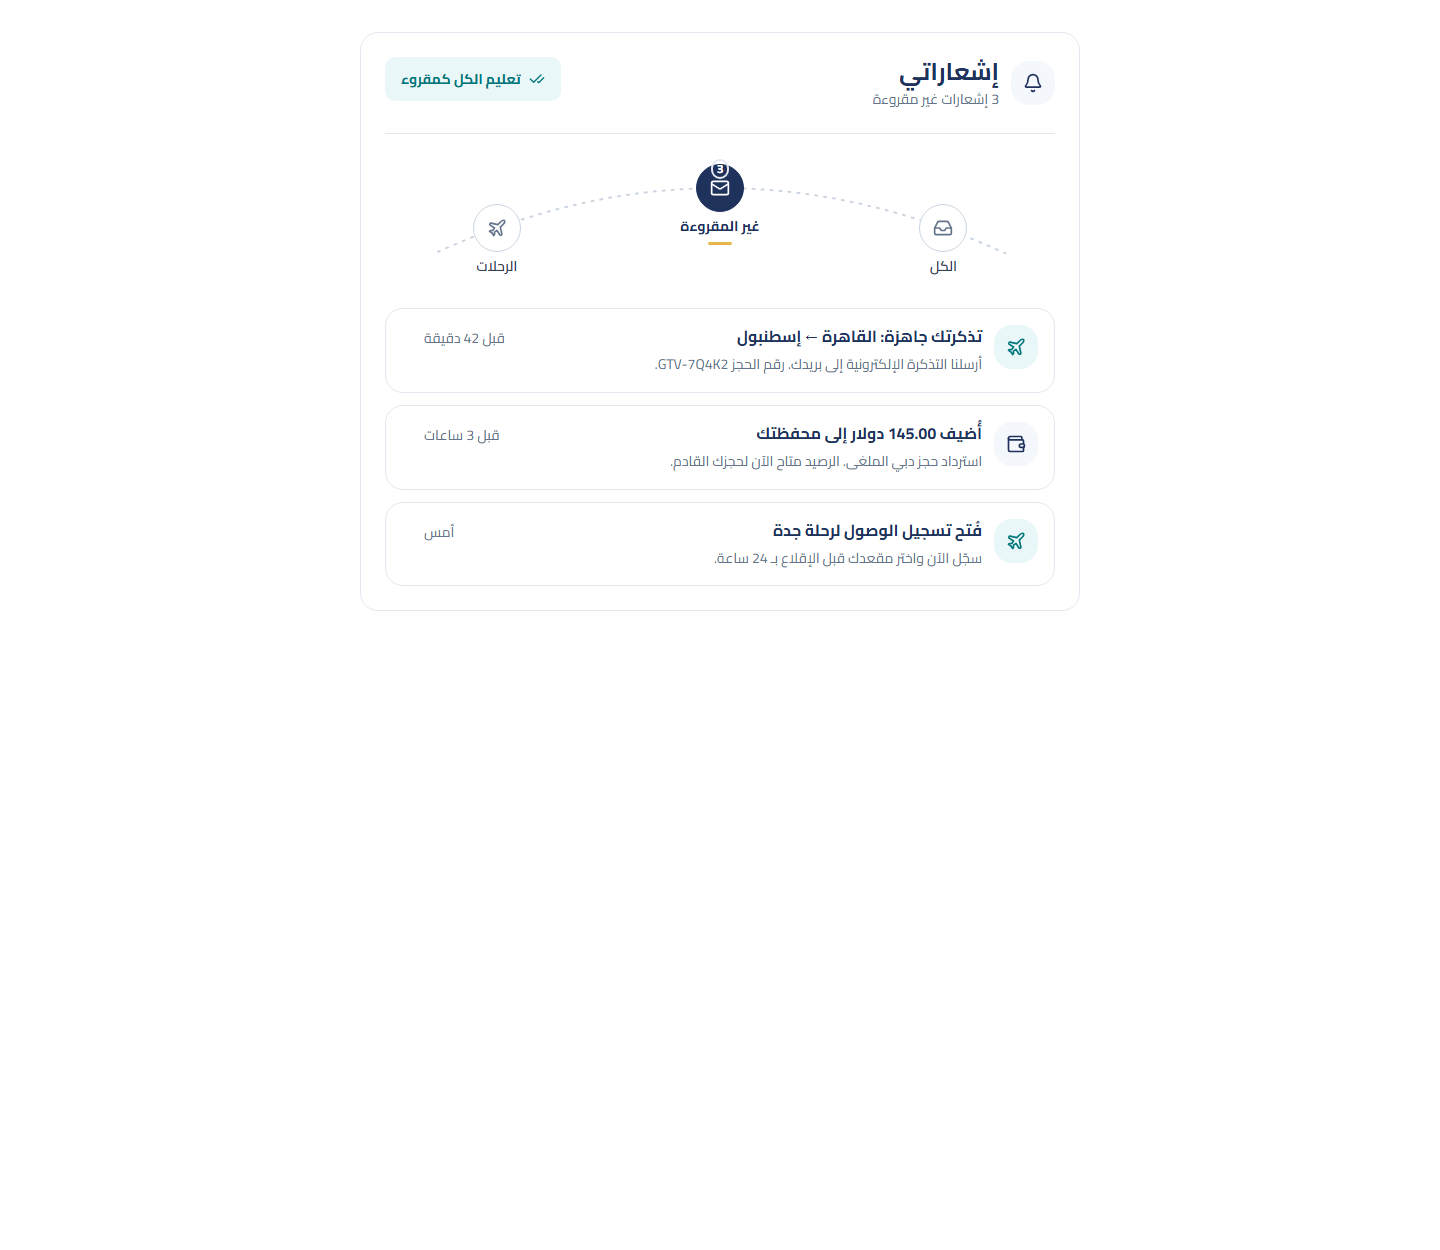 إشعاراتي
3 إشعارات غير مقروءة
تعليم الكل كمقروء
الكل
3
غير المقروءة
الرحلات
تذكرتك جاهزة: القاهرة ← إسطنبول
قبل 42 دقيقة
أرسلنا التذكرة الإلكترونية إلى بريدك. رقم الحجز GTV-7Q4K2.
أُضيف 145.00 دولار إلى محفظتك
قبل 3 ساعات
استرداد حجز دبي الملغى. الرصيد متاح الآن لحجزك القادم.
فُتح تسجيل الوصول لرحلة جدة
أمس
سجّل الآن واختر مقعدك قبل الإقلاع بـ 24 ساعة.